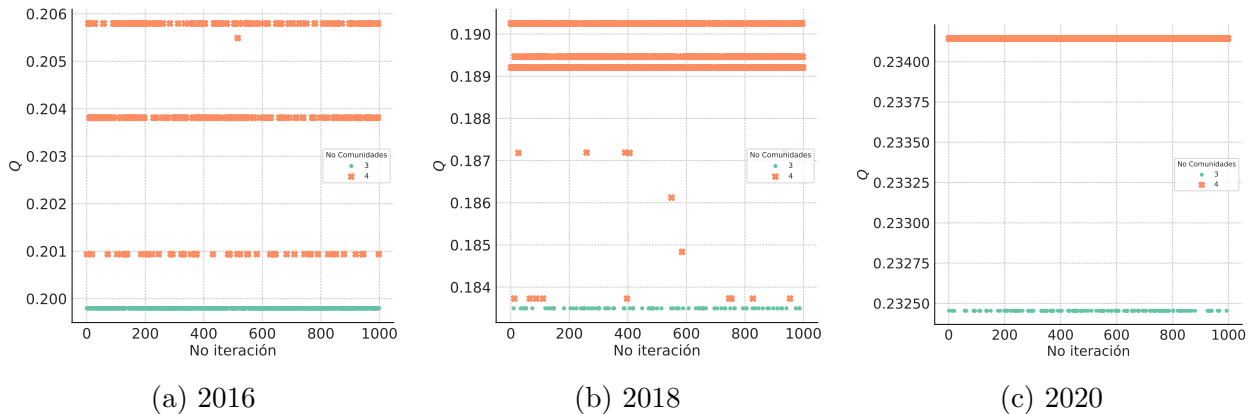 0.206
0.205
0.204
0.203
0.202
0.201
0.200
Q
0 200 400 600 800 1000
No iteración
No Comunidades
3
4
(a) 2016
0.190
0.189
0.188
0.187
0.186
0.185
0.184
Q
0 200 400 600 800 1000
No iteración
No Comunidades
3
4
(b) 2018
0.23400
0.23375
0.23350
0.23325
0.23300
0.23275
0.23250
Q
0 200 400 600 800 1000
No iteración
No Comunidades
3
4
(c) 2020